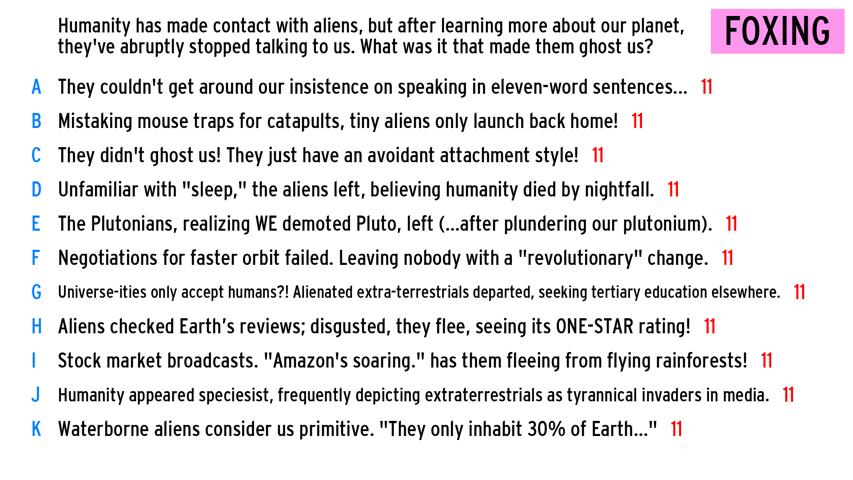 Humanity has made contact with aliens, but after learning more about our planet,
they've abruptly stopped talking to us. What was it that made them ghost us?
FOXING
A They couldn't get around our insistence on speaking in eleven-word sentences... 11
B Mistaking mouse traps for catapults, tiny aliens only launch back home! 11
C They didn't ghost us! They just have an avoidant attachment style! 11
D Unfamiliar with "sleep," the aliens left, believing humanity died by nightfall. 11
E The Plutonians, realizing WE demoted Pluto, left (...after plundering our plutonium). 11
F Negotiations for faster orbit failed. Leaving nobody with a "revolutionary" change. 11
G Universe-ities only accept humans?! Alienated extra-terrestrials departed, seeking tertiary education elsewhere. 11
H Aliens checked Earth's reviews; disgusted, they flee, seeing its ONE-STAR rating! 11
I Stock market broadcasts. "Amazon's soaring." has them fleeing from flying rainforests! 11
J Humanity appeared speciesist, frequently depicting extraterrestrials as tyrannical invaders in media. 11
K Waterborne aliens consider us primitive. "They only inhabit 30% of Earth..." 11